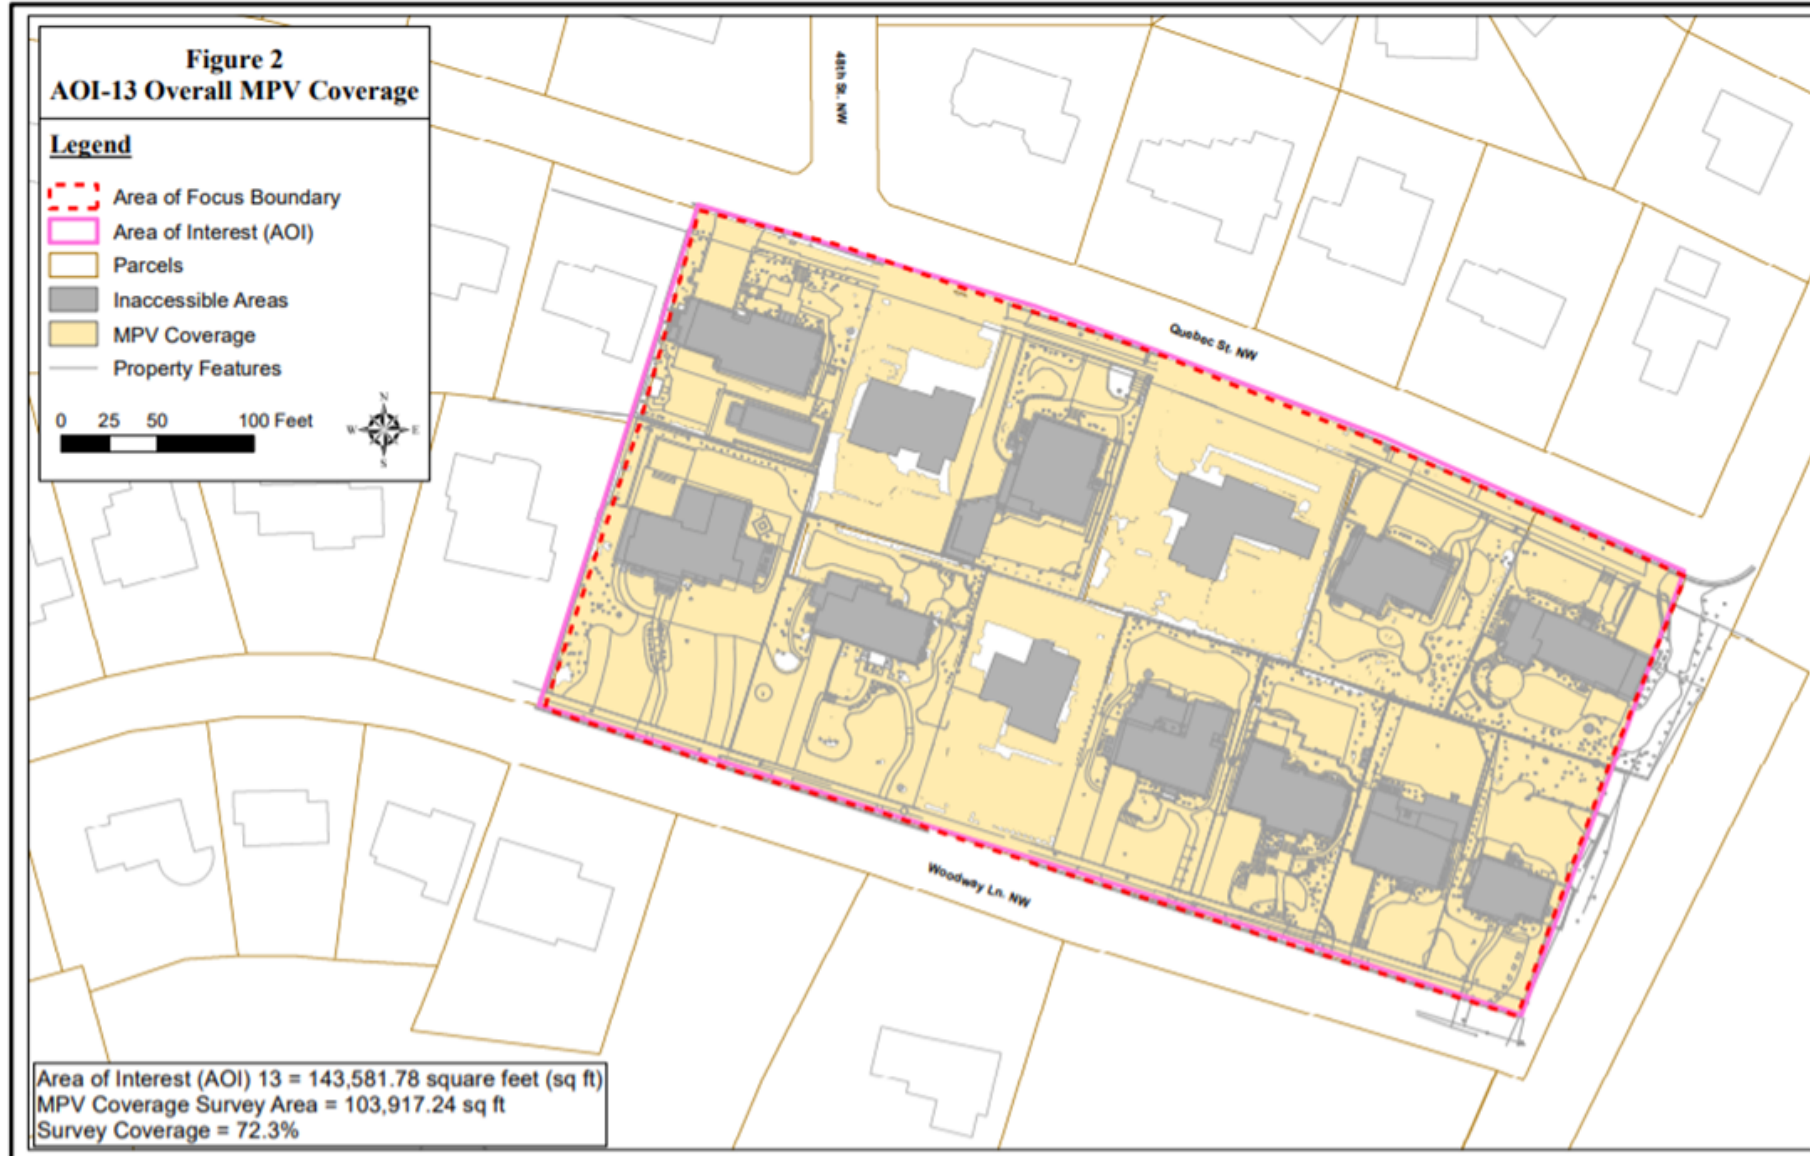 Figure 2
AOI-13 Overall MPV Coverage
Legend
Area of Focus Boundary
Area of Interest (AOI)
Parcels
Inaccessible Areas
MPV Coverage
Property Features
0 25 50 100 Feet
N
W E
S
48th St. NW
Quebec St. NW
Woodway Ln. NW
Area of Interest (AOI) 13 = 143,581.78 square feet (sq ft)
MPV Coverage Survey Area = 103,917.24 sq ft
Survey Coverage = 72.3%